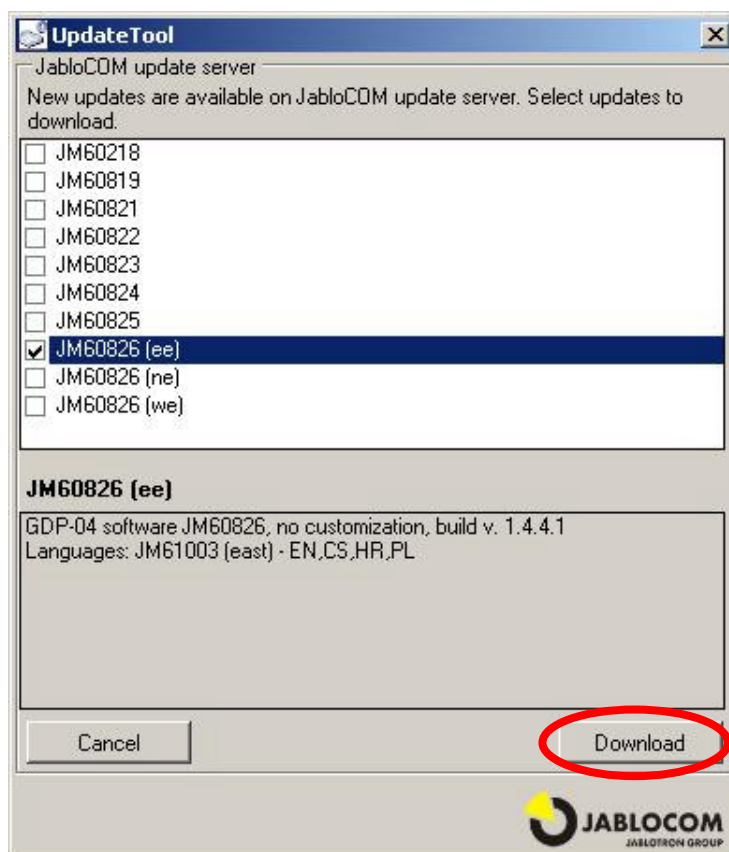 UpdateTool
JabloCOM update server
New updates are available on JabloCOM update server. Select updates to
download.
JM60218
JM60819
JM60821
JM60822
JM60823
JM60824
JM60825
JM60826 (ee)
JM60826 (ne)
JM60826 (we)
JM60826 (ee)
GDP-04 software JM60826, no customization, build v. 1.4.4.1
Languages: JM61003 (east) - EN,CS,HR,PL
Cancel
Download
JABLOCOM
JABLOTRON GROUP